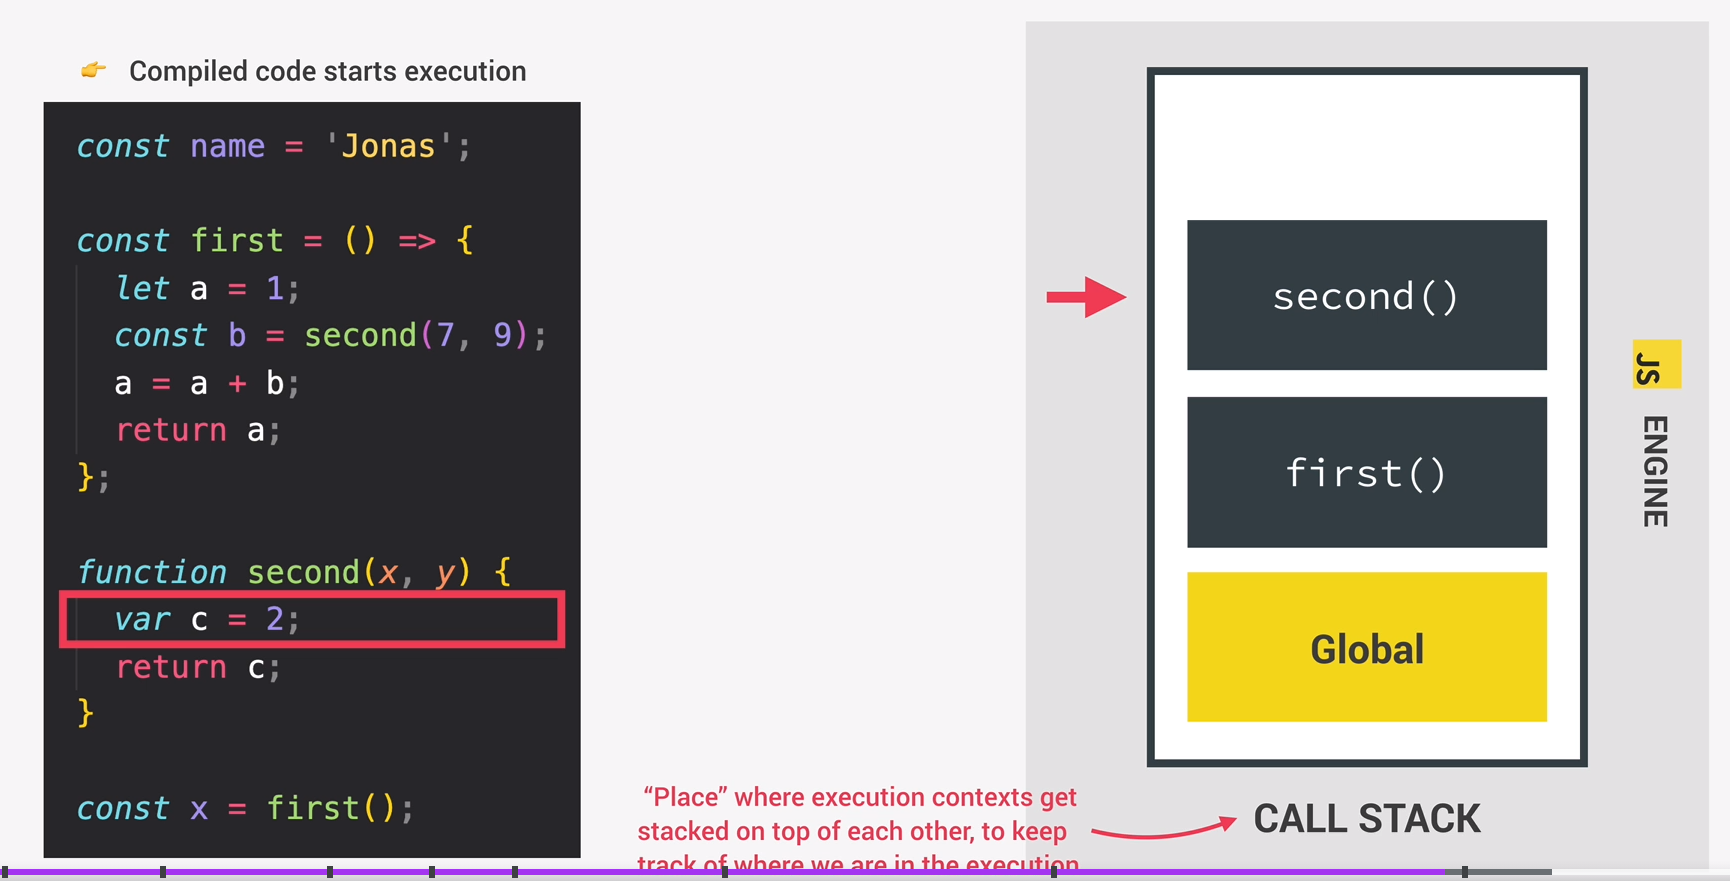 Compiled code starts execution
const name = 'Jonas';
const first = () => {
let a = 1;
const b = second(7, 9);
a = a + b;
return a;
};
function second(x, y) {
var c = 2;
return c;
}
const x = first();
second()
first()
Global
CALL STACK
JS ENGINE
“Place” where execution contexts get
stacked on top of each other, to keep
track of where we are in the execution